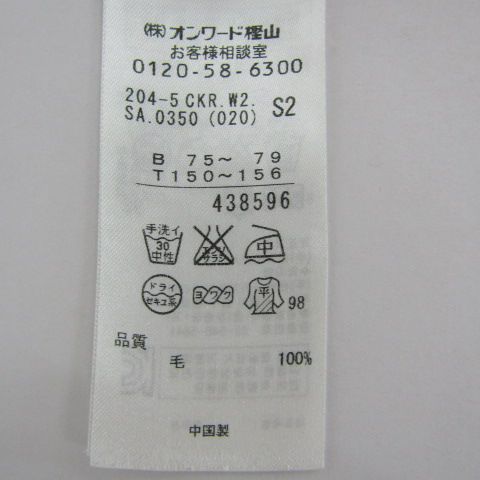 (株)オンワード樫山
お客様相談室
0120-58-6300
204-5 CKR.W2. S2
SA.0350 (020)
B 75〜 79
T 150〜156
438596
手洗イ 30 中性 エンソサラシ 中
ドライ セキユ系 ヨワク 平 98
品質
毛 100%
中国製